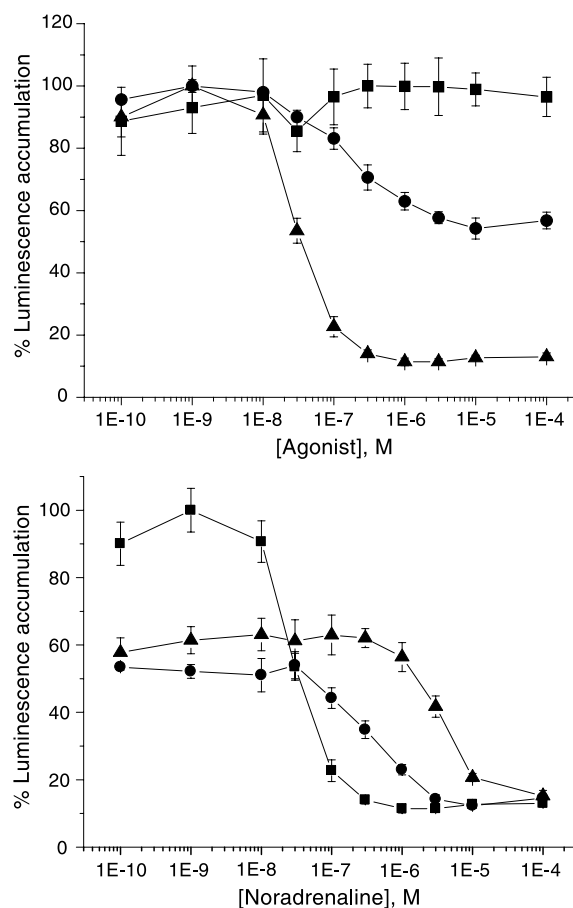 % Luminescence accumulation
120
100
80
60
40
20
0
1E-10 1E-9 1E-8 1E-7 1E-6 1E-5 1E-4
[Agonist], M
% Luminescence accumulation
100
80
60
40
20
0
1E-10 1E-9 1E-8 1E-7 1E-6 1E-5 1E-4
[Noradrenaline], M